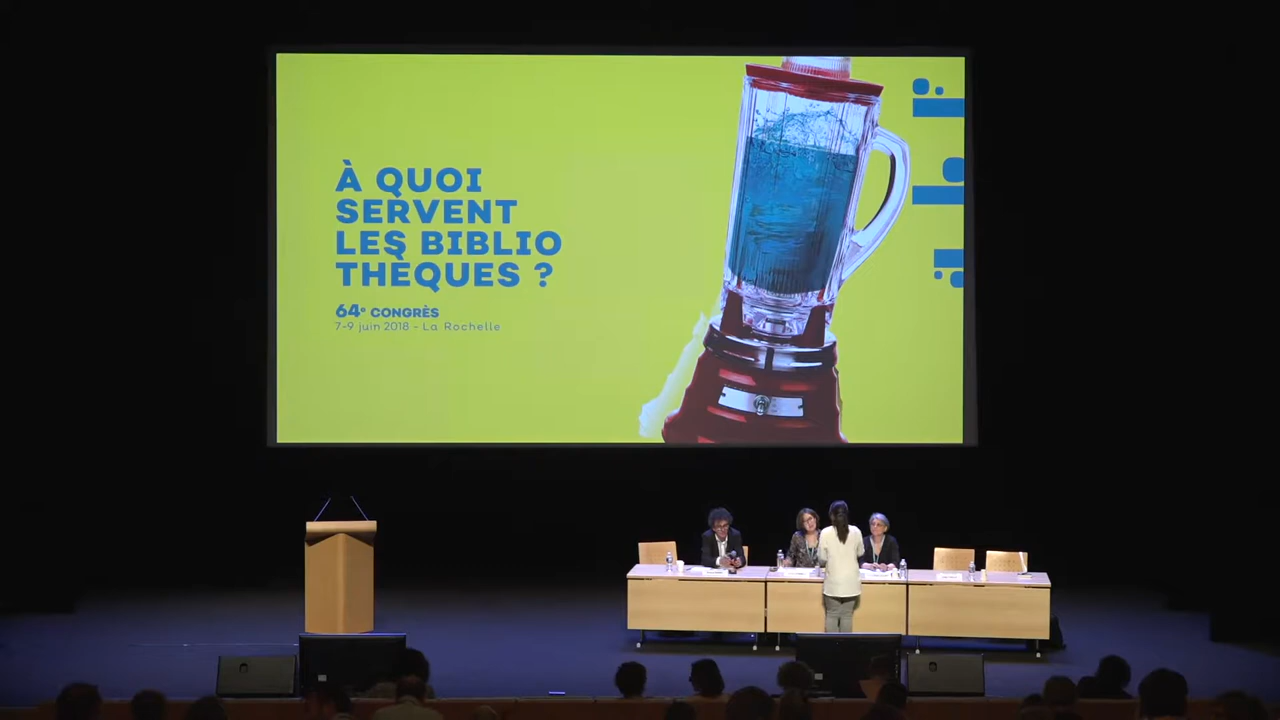 À QUOI
SERVENT
LES BIBLIO
THÈQUES ?
64e CONGRÈS
7-9 juin 2018 - La Rochelle